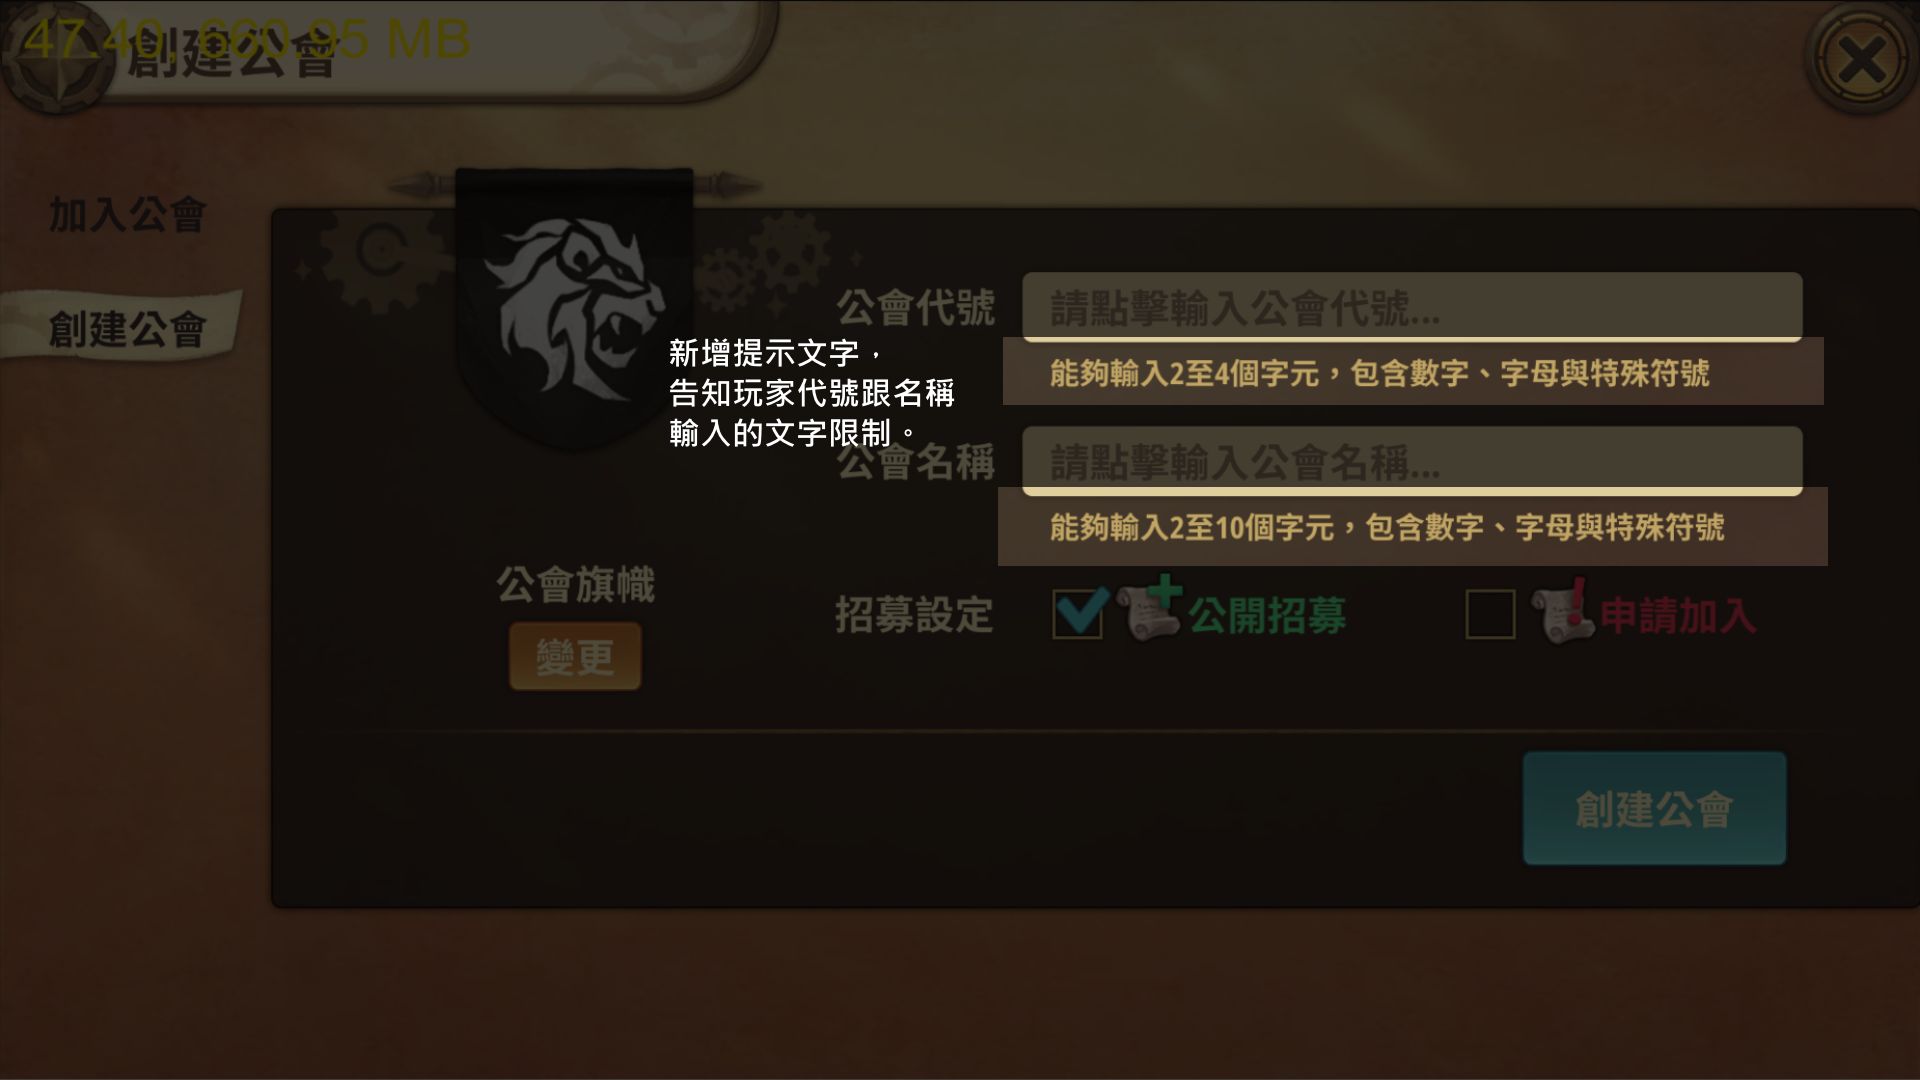 47.40, 660.95 MB
創建公會
加入公會
創建公會
公會代號
請點擊輸入公會代號...
能夠輸入2至4個字元，包含數字、字母與特殊符號
新增提示文字，
告知玩家代號跟名稱
輸入的文字限制。
公會名稱
請點擊輸入公會名稱...
能夠輸入2至10個字元，包含數字、字母與特殊符號
公會旗幟
變更
招募設定
公開招募
申請加入
創建公會